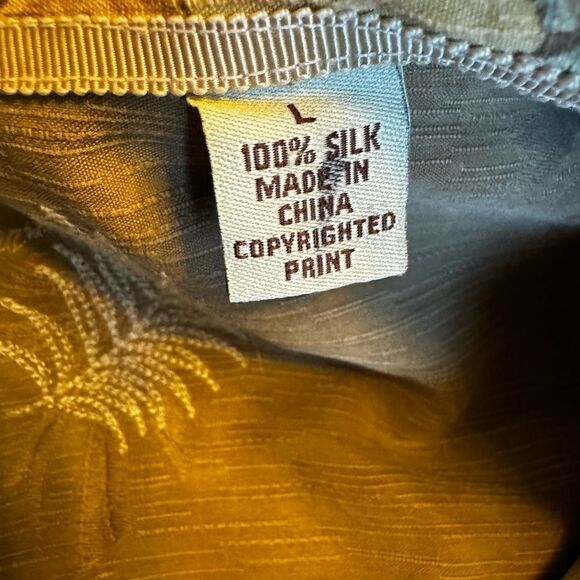 L
100% SILK
MADE IN
CHINA
COPYRIGHTED
PRINT